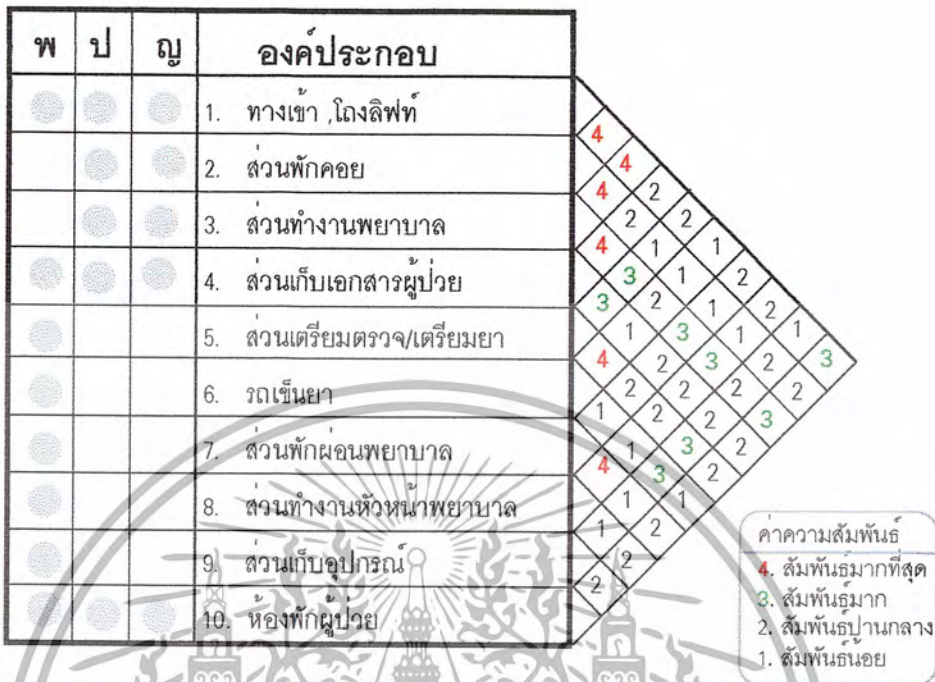 พ ป ญ องค์ประกอบ
1. ทางเข้า ,โถงลิฟท์
4
4
2. ส่วนพักคอย
4 2
2 2
3. ส่วนทำงานพยาบาล
4 1 1
3 1 2
4. ส่วนเก็บเอกสารผู้ป่วย
3 2 1 2
1 3 1 1
5. ส่วนเตรียมตรวจ/เตรียมยา
4 2 3 2 3
2 2 2 2
6. รถเข็นยา
1 2 2 3
1 3 2
7. ส่วนพักผ่อนพยาบาล
4 3 2
1 1
8. ส่วนทำงานหัวหน้าพยาบาล
1 2
2
9. ส่วนเก็บอุปกรณ์
2
10. ห้องพักผู้ป่วย
ค่าความสัมพันธ์
4. สัมพันธ์มากที่สุด
3. สัมพันธ์มาก
2. สัมพันธ์ปานกลาง
1. สัมพันธ์น้อย